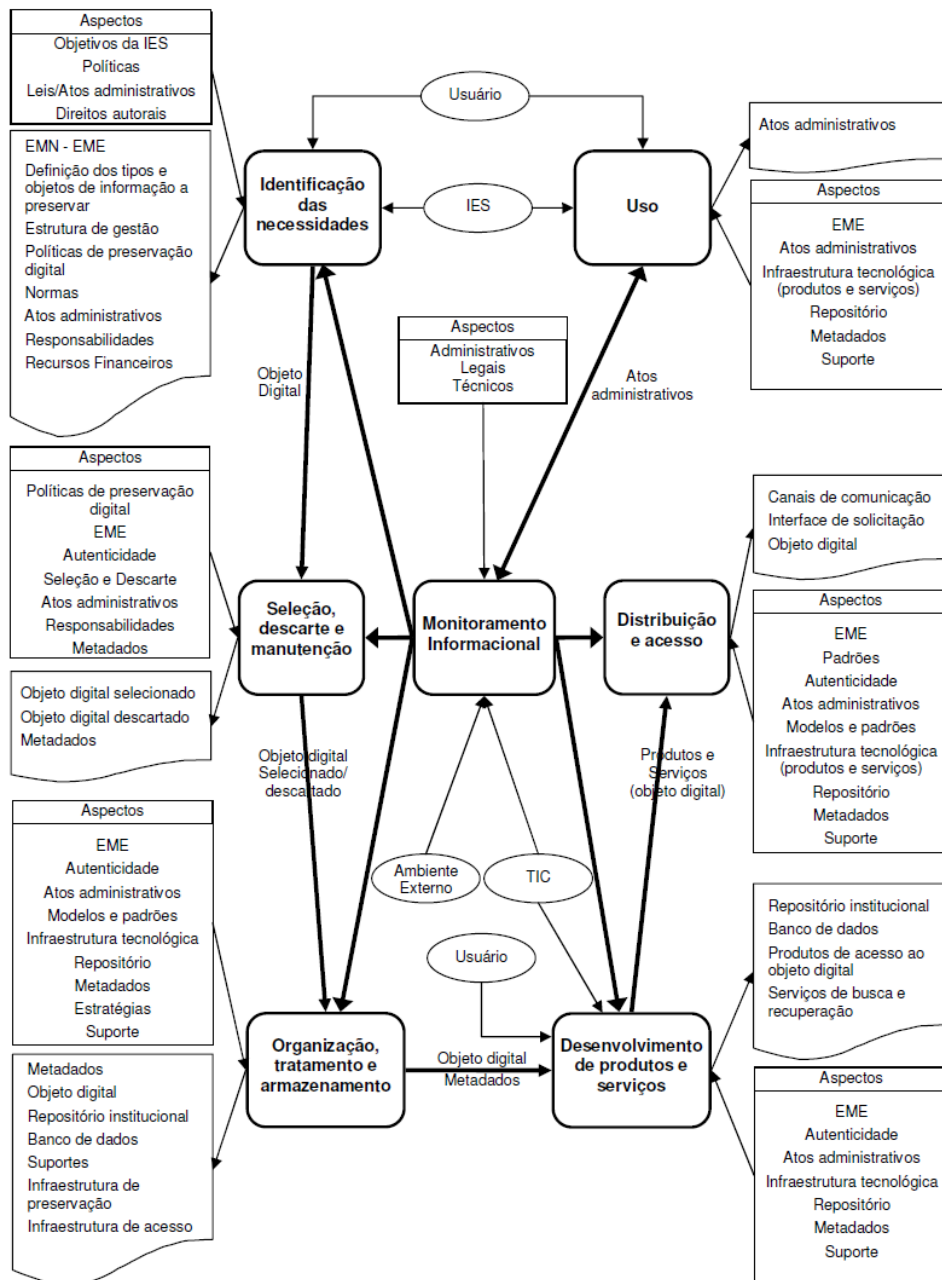 Aspectos
Objetivos da IES
Políticas
Leis/Atos administrativos
Direitos autorais
EMN - EME
Definição dos tipos e
objetos de informação a
preservar
Estrutura de gestão
Políticas de preservação
digital
Normas
Atos administrativos
Responsabilidades
Recursos Financeiros
Usuário
Identificação
das
necessidades
IES
Uso
Atos administrativos
Aspectos
EME
Atos administrativos
Infraestrutura tecnológica
(produtos e serviços)
Repositório
Metadados
Suporte
Objeto
Digital
Aspectos
Administrativos
Legais
Técnicos
Atos
administrativos
Aspectos
Políticas de preservação
digital
EME
Autenticidade
Seleção e Descarte
Atos administrativos
Responsabilidades
Metadados
Objeto digital selecionado
Objeto digital descartado
Metadados
Seleção,
descarte e
manutenção
Monitoramento
Informacional
Distribuição
e acesso
Canais de comunicação
Interface de solicitação
Objeto digital
Aspectos
EME
Padrões
Autenticidade
Atos administrativos
Modelos e padrões
Infraestrutura tecnológica
(produtos e serviços)
Repositório
Metadados
Suporte
Objeto digital
Selecionado/
descartado
Produtos e
Serviços
(objeto digital)
Aspectos
EME
Autenticidade
Atos administrativos
Modelos e padrões
Infraestrutura tecnológica
Repositório
Metadados
Estratégias
Suporte
Metadados
Objeto digital
Repositório institucional
Banco de dados
Suportes
Infraestrutura de
preservação
Infraestrutura de acesso
Ambiente
Externo
TIC
Usuário
Organização,
tratamento e
armazenamento
Objeto digital
Metadados
Desenvolvimento
de produtos e
serviços
Repositório institucional
Banco de dados
Produtos de acesso ao
objeto digital
Serviços de busca e
recuperação
Aspectos
EME
Autenticidade
Atos administrativos
Infraestrutura tecnológica
Repositório
Metadados
Suporte